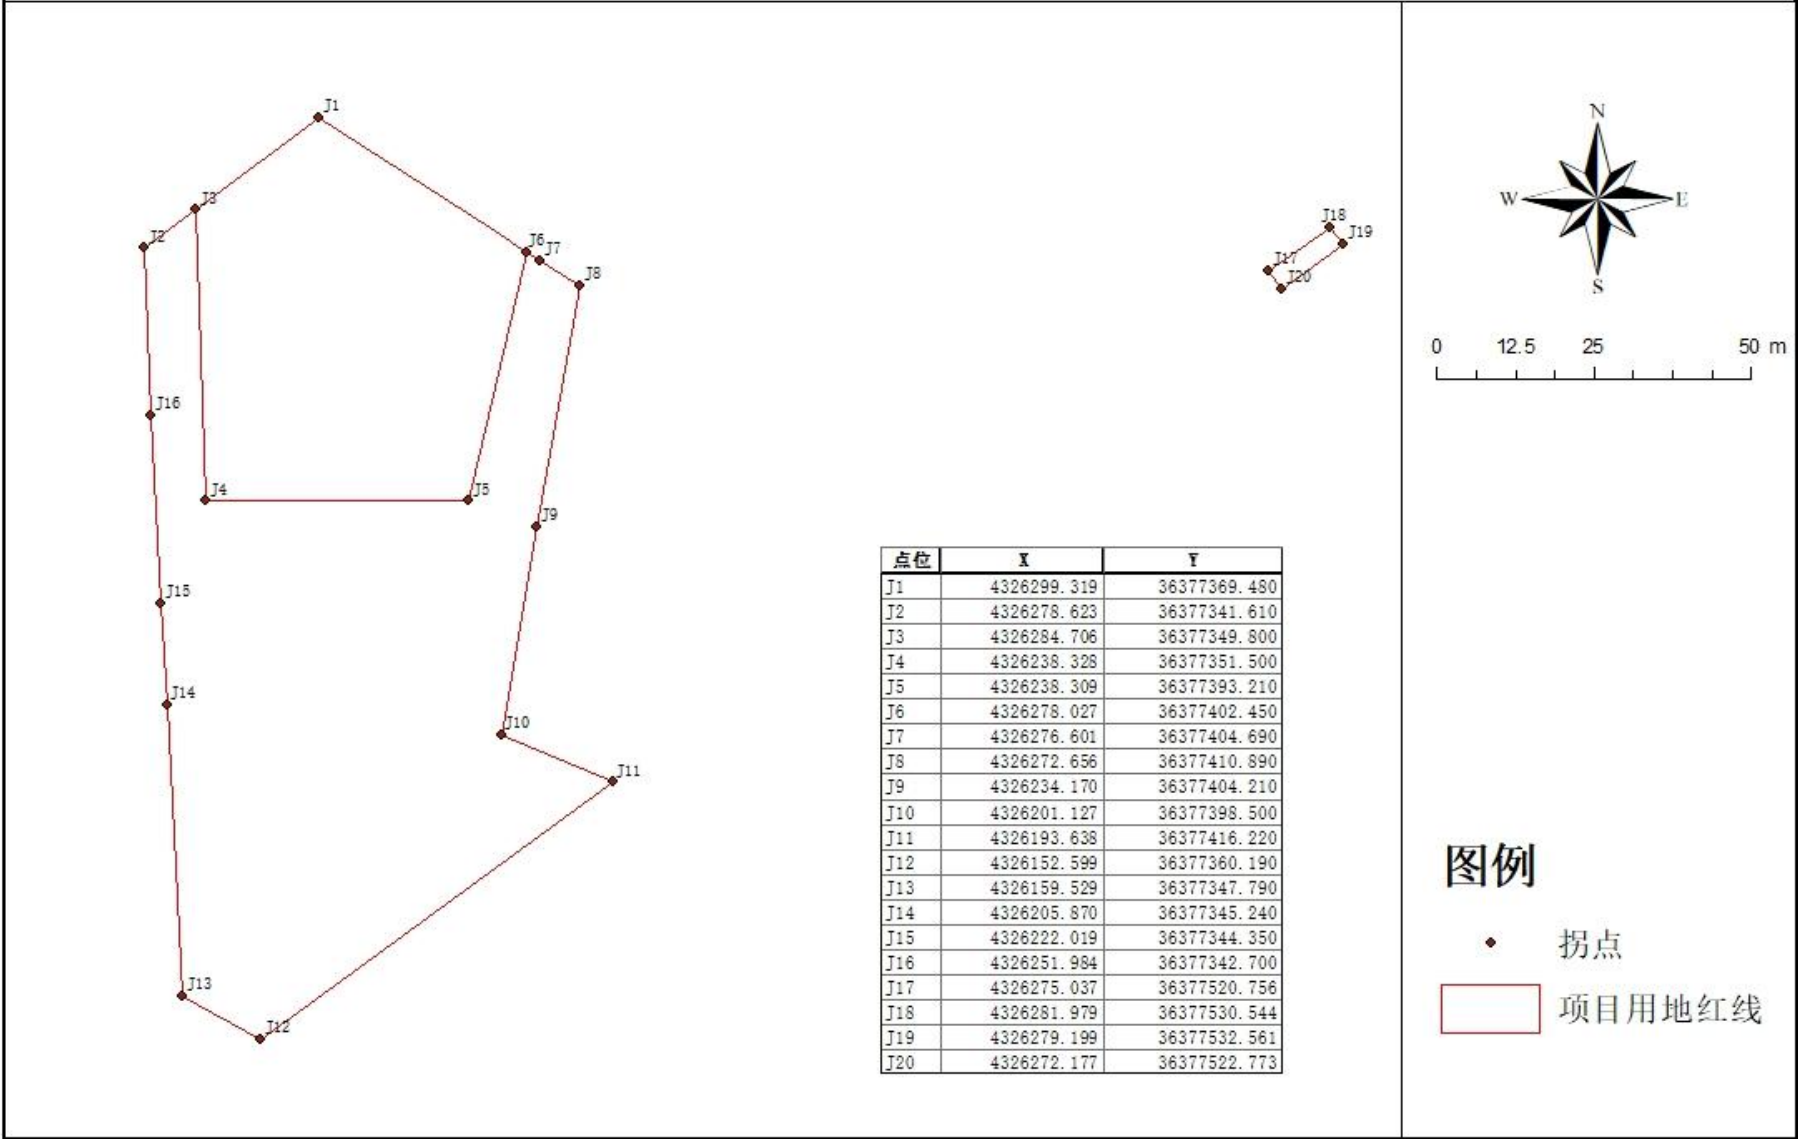 J1
J3
J2
J6
J7
J8
J16
J4
J5
J9
J15
J14
J10
J11
J13
J12
J18
J19
J17
J20
N
W
E
S
0 12.5 25 50 m
点位 X Y
J1 4326299.319 36377369.480
J2 4326278.623 36377341.610
J3 4326284.706 36377349.800
J4 4326238.328 36377351.500
J5 4326238.309 36377393.210
J6 4326278.027 36377402.450
J7 4326276.601 36377404.690
J8 4326272.656 36377410.890
J9 4326234.170 36377404.210
J10 4326201.127 36377398.500
J11 4326193.638 36377416.220
J12 4326152.599 36377360.190
J13 4326159.529 36377347.790
J14 4326205.870 36377345.240
J15 4326222.019 36377344.350
J16 4326251.984 36377342.700
J17 4326275.037 36377520.756
J18 4326281.979 36377530.544
J19 4326279.199 36377532.561
J20 4326272.177 36377522.773
图例
拐点
项目用地红线